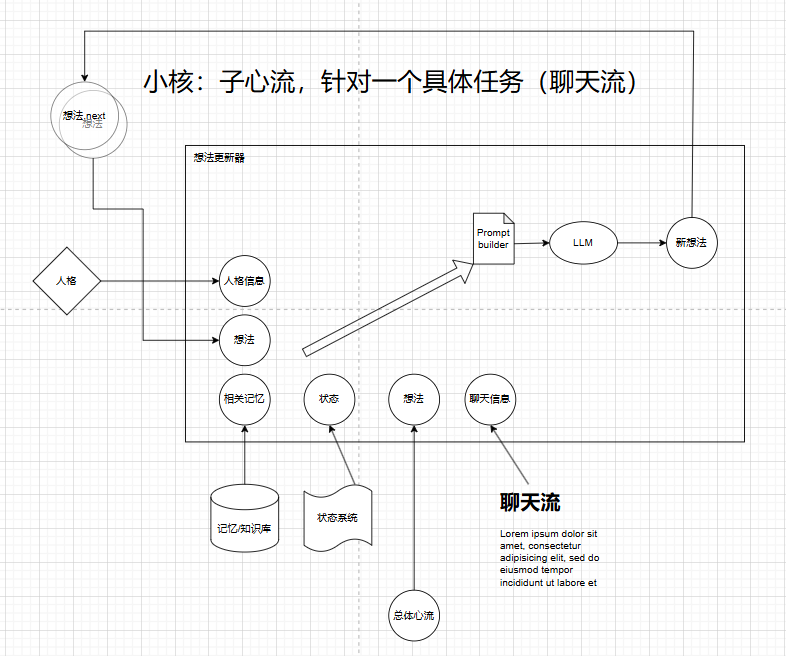 小核：子心流，针对一个具体任务（聊天流）
想法.next
想法
想法更新器
Prompt
builder
LLM
新想法
人格
人格信息
想法
相关记忆
状态
想法
聊天信息
记忆/知识库
状态系统
聊天流
Lorem ipsum dolor sit
amet, consectetur
adipisicing elit, sed do
eiusmod tempor
incididunt ut labore et
总体心流